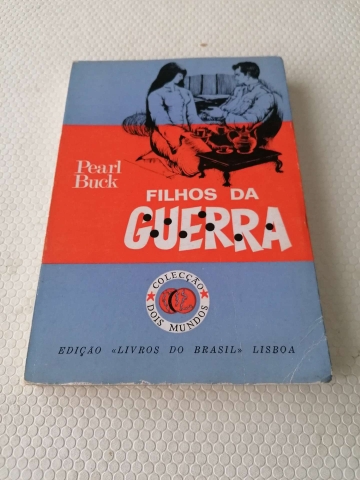 Pearl
Buck
FILHOS DA
GUERRA
COLECÇÃO
DOIS MUNDOS
EDIÇÃO «LIVROS DO BRASIL» LISBOA